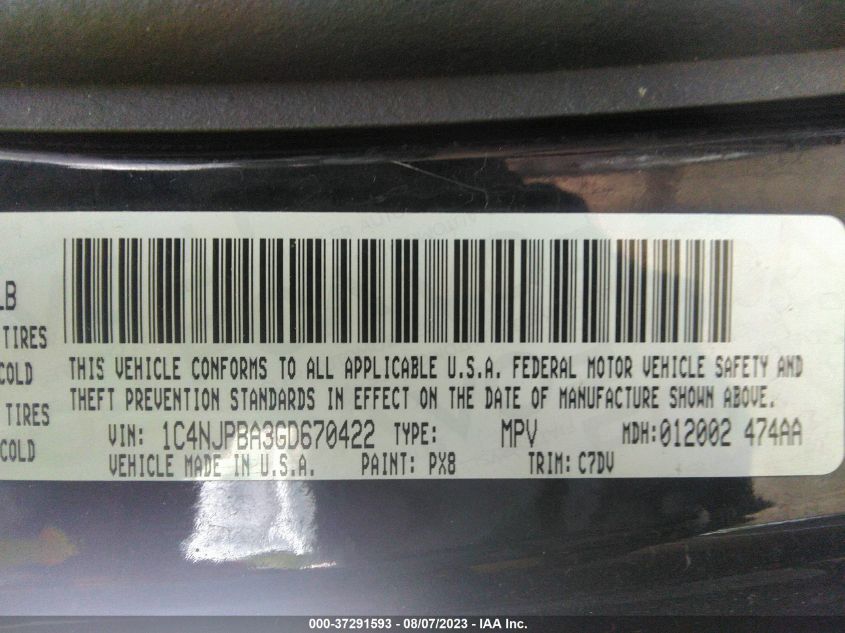 LB
TIRES
COLD
TIRES
COLD
THIS VEHICLE CONFORMS TO ALL APPLICABLE U.S.A. FEDERAL MOTOR VEHICLE SAFETY AND
THEFT PREVENTION STANDARDS IN EFFECT ON THE DATE OF MANUFACTURE SHOWN ABOVE.
VIN: 1C4NJPBA3GD670422 TYPE: MPV MDH:012002 474AA
VEHICLE MADE IN U.S.A. PAINT: PX8 TRIM: C7DV
000-37291593 - 08/07/2023 - IAA Inc.